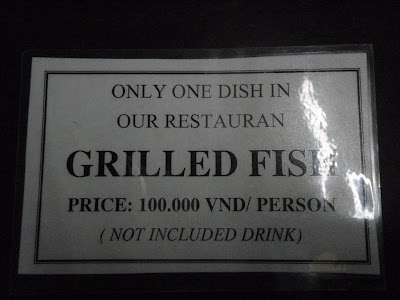 ONLY ONE DISH IN
OUR RESTAURAN
GRILLED FISH
PRICE: 100.000 VND/ PERSON
( NOT INCLUDED DRINK)